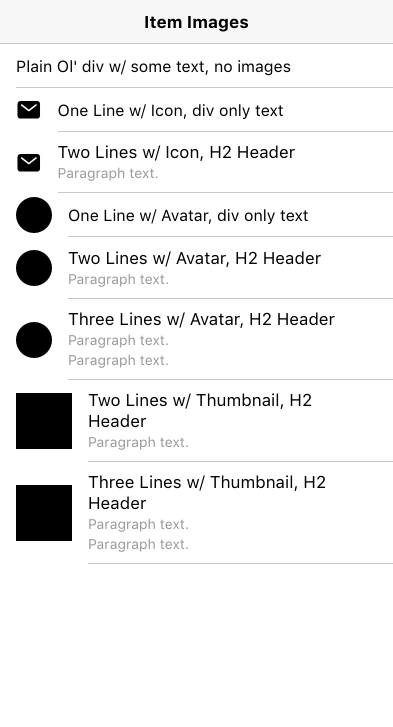 Item Images
Plain Ol' div w/ some text, no images
One Line w/ Icon, div only text
Two Lines w/ Icon, H2 Header
Paragraph text.
One Line w/ Avatar, div only text
Two Lines w/ Avatar, H2 Header
Paragraph text.
Three Lines w/ Avatar, H2 Header
Paragraph text.
Paragraph text.
Two Lines w/ Thumbnail, H2
Header
Paragraph text.
Three Lines w/ Thumbnail, H2
Header
Paragraph text.
Paragraph text.